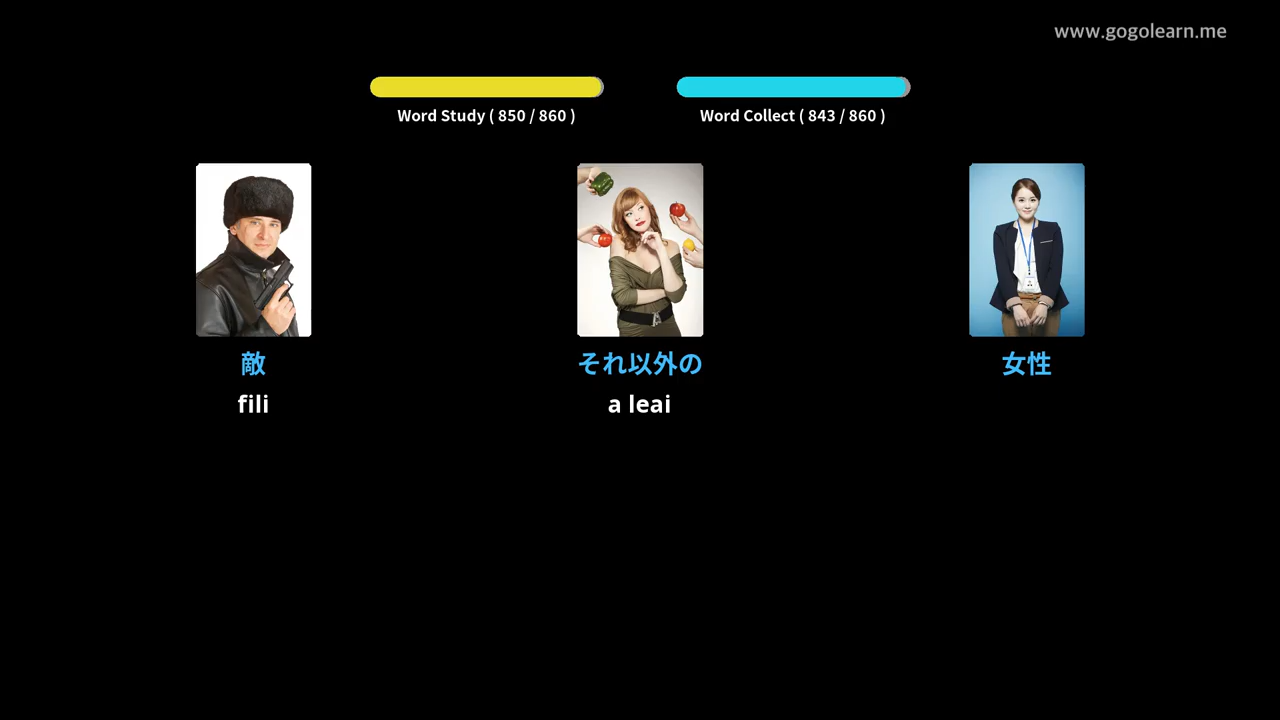 www.gogolearn.me
Word Study ( 850 / 860 )
Word Collect ( 843 / 860 )
敵
それ以外の
女性
fili
a leai